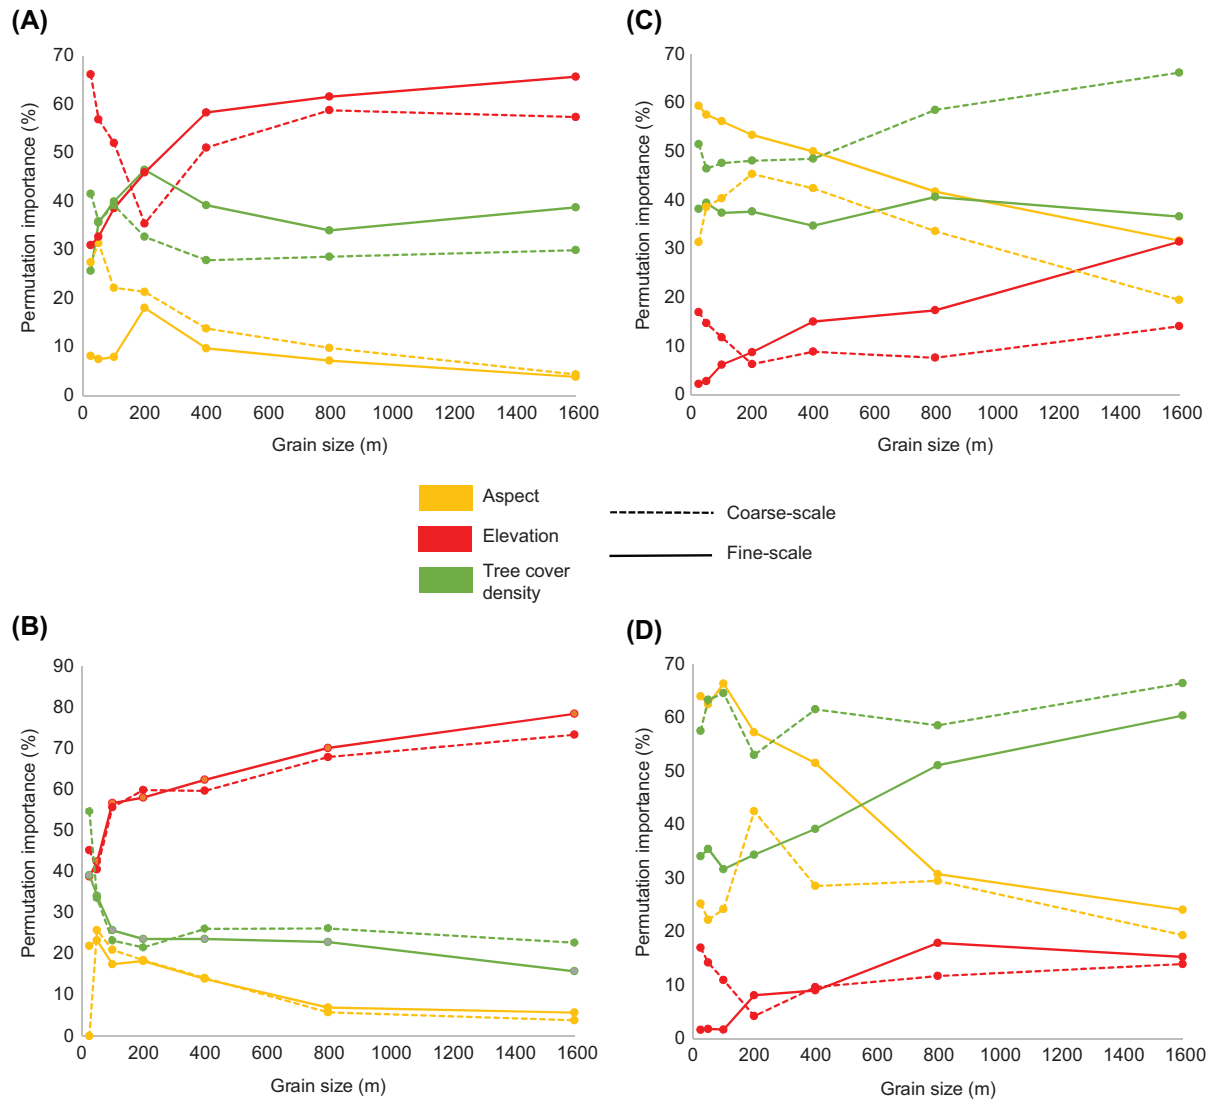 (A)
Permutation importance (%)
70
60
50
40
30
20
10
0
0 200 400 600 800 1000 1200 1400 1600
Grain size (m)
(C)
Permutation importance (%)
70
60
50
40
30
20
10
0
0 200 400 600 800 1000 1200 1400 1600
Grain size (m)
Aspect
Elevation
Tree cover
density
Coarse-scale
Fine-scale
(B)
Permutation importance (%)
90
80
70
60
50
40
30
20
10
0
0 200 400 600 800 1000 1200 1400 1600
Grain size (m)
(D)
Permutation importance (%)
70
60
50
40
30
20
10
0
0 200 400 600 800 1000 1200 1400 1600
Grain size (m)